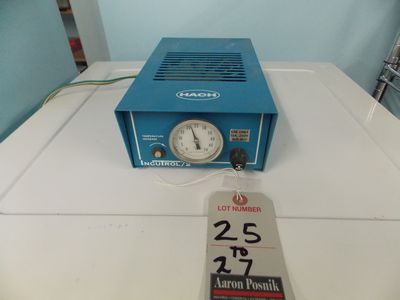 HACH
TEMPERATURE
INCUTROL/2
LOT NUMBER
25
TO
27
Aaron Posnik